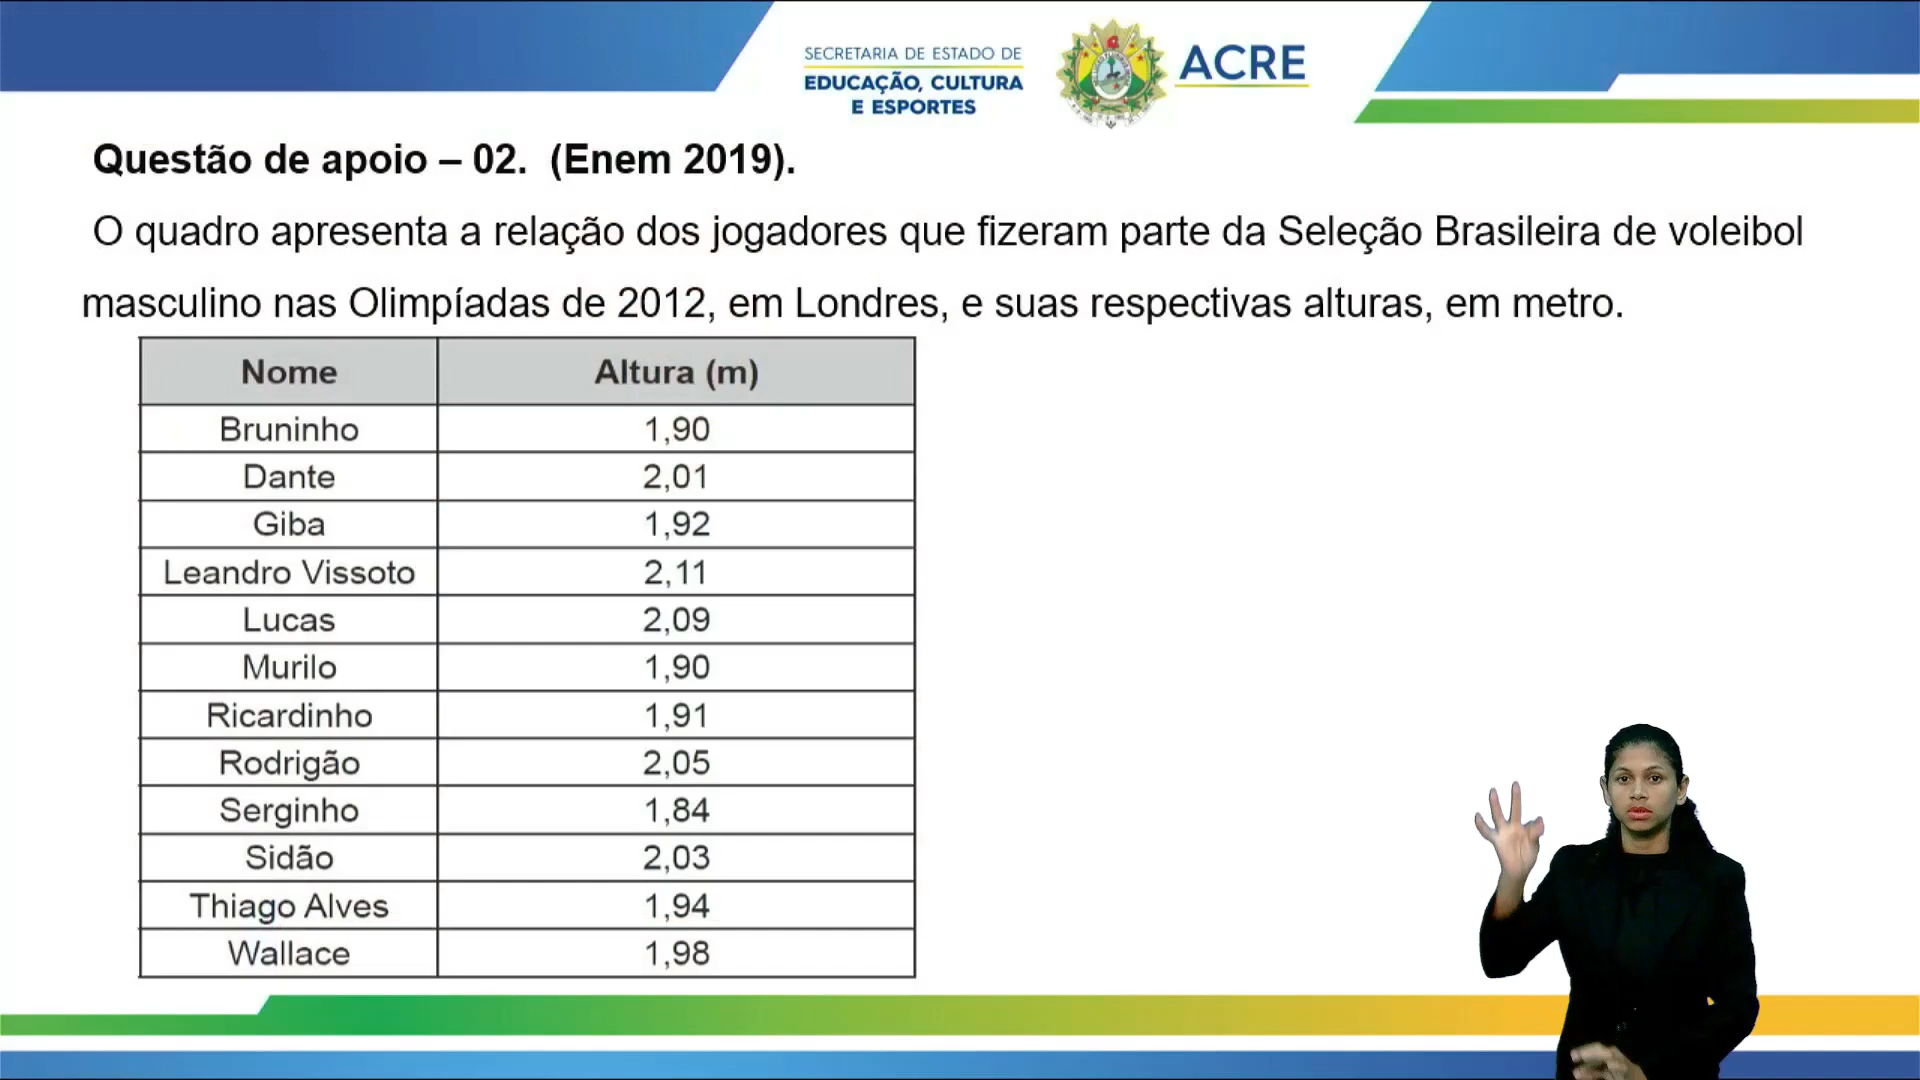 SECRETARIA DE ESTADO DE
EDUCAÇÃO, CULTURA
E ESPORTES
ACRE
Questão de apoio – 02. (Enem 2019).
O quadro apresenta a relação dos jogadores que fizeram parte da Seleção Brasileira de voleibol
masculino nas Olimpíadas de 2012, em Londres, e suas respectivas alturas, em metro.
Nome Altura (m)
Bruninho 1,90
Dante 2,01
Giba 1,92
Leandro Vissoto 2,11
Lucas 2,09
Murilo 1,90
Ricardinho 1,91
Rodrigão 2,05
Serginho 1,84
Sidão 2,03
Thiago Alves 1,94
Wallace 1,98